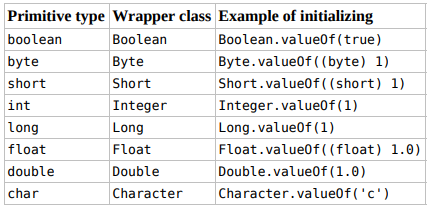 Primitive type Wrapper class Example of initializing
boolean Boolean Boolean.valueOf(true)
byte Byte Byte.valueOf((byte) 1)
short Short Short.valueOf((short) 1)
int Integer Integer.valueOf(1)
long Long Long.valueOf(1)
float Float Float.valueOf((float) 1.0)
double Double Double.valueOf(1.0)
char Character Character.valueOf('c')